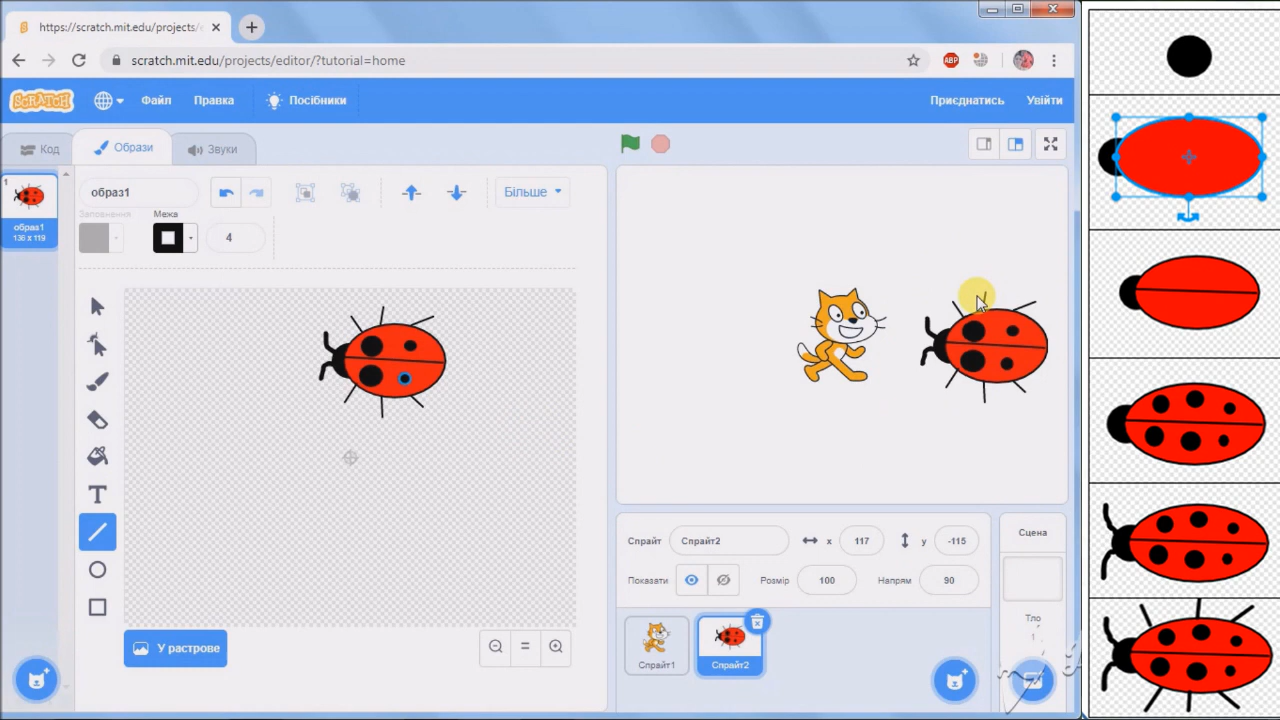 https://scratch.mit.edu/projects/
scratch.mit.edu/projects/editor/?tutorial=home
ABP
SCRATCH
Файл
Правка
Посібники
Приєднатись
Увійти
Код
Образи
Звуки
1
образ1
136 x 119
образ1
Більше
Заповнення
Межа
4
У растрове
Спрайт
Спрайт2
x
117
y
-115
Показати
Розмір
100
Напрям
90
Сцена
Тло
1
Спрайт1
Спрайт2